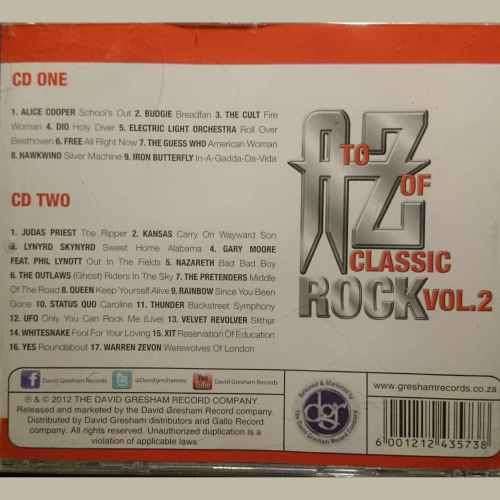 CD ONE
1. ALICE COOPER School's Out 2. BUDGIE Breadfan 3. THE CULT Fire
Woman 4. DIO Holy Diver 5. ELECTRIC LIGHT ORCHESTRA Roll Over
Beethoven 6. FREE All Right Now 7. THE GUESS WHO American Woman
8. HAWKWIND Silver Machine 9. IRON BUTTERFLY In-A-Gadda-Da-Vida
CD TWO
1. JUDAS PRIEST The Ripper 2. KANSAS Carry On Wayward Son
3. LYNYRD SKYNYRD Sweet Home Alabama 4. GARY MOORE
FEAT. PHIL LYNOTT Out In The Fields 5. NAZARETH Bad Bad Boy
6. THE OUTLAWS (Ghost) Riders In The Sky 7. THE PRETENDERS Middle
Of The Road 8. QUEEN Keep Yourself Alive 9. RAINBOW Since You Been
Gone 10. STATUS QUO Caroline 11. THUNDER Backstreet Symphony
12. UFO Only You Can Rock Me (Live) 13. VELVET REVOLVER Slither
14. WHITESNAKE Fool For Your Loving 15. XIT Reservation Of Education
16. YES Roundabout 17. WARREN ZEVON Werewolves Of London
A TO Z OF
CLASSIC
ROCK VOL.2
David Gresham Records
@Davidgreshamrec
You Tube David Gresham Records
℗ & © 2012 THE DAVID GRESHAM RECORD COMPANY.
Released and marketed by the David Gresham Record company.
Distributed by David Gresham distributors and Gallo Record
company. Unauthorized duplication is a
violation of applicable laws.
Released & Marketed by
dgr
The David Gresham Record Company
www.greshamrecords.co.za
6 001212 435738